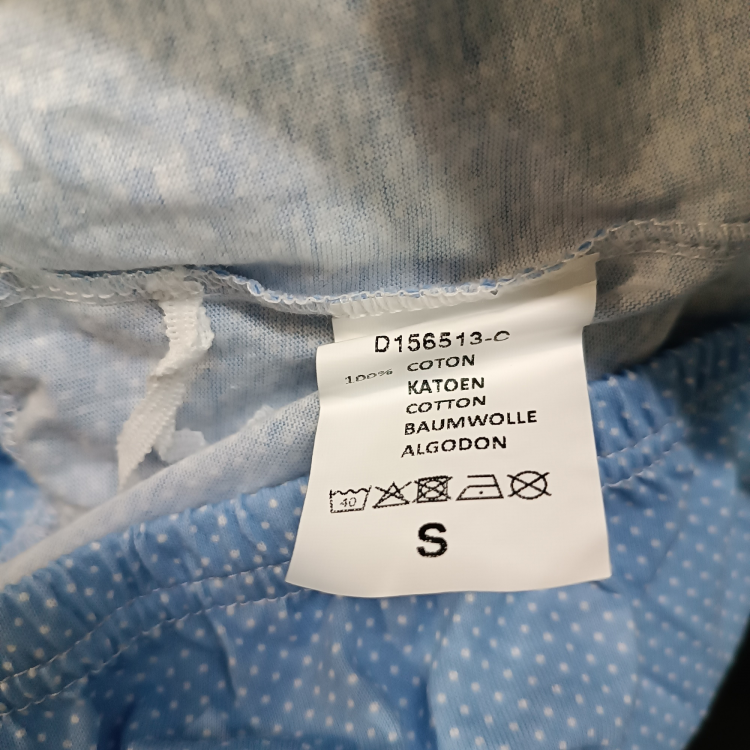 D156513-C
100% COTON
KATOEN
COTTON
BAUMWOLLE
ALGODON
40
S